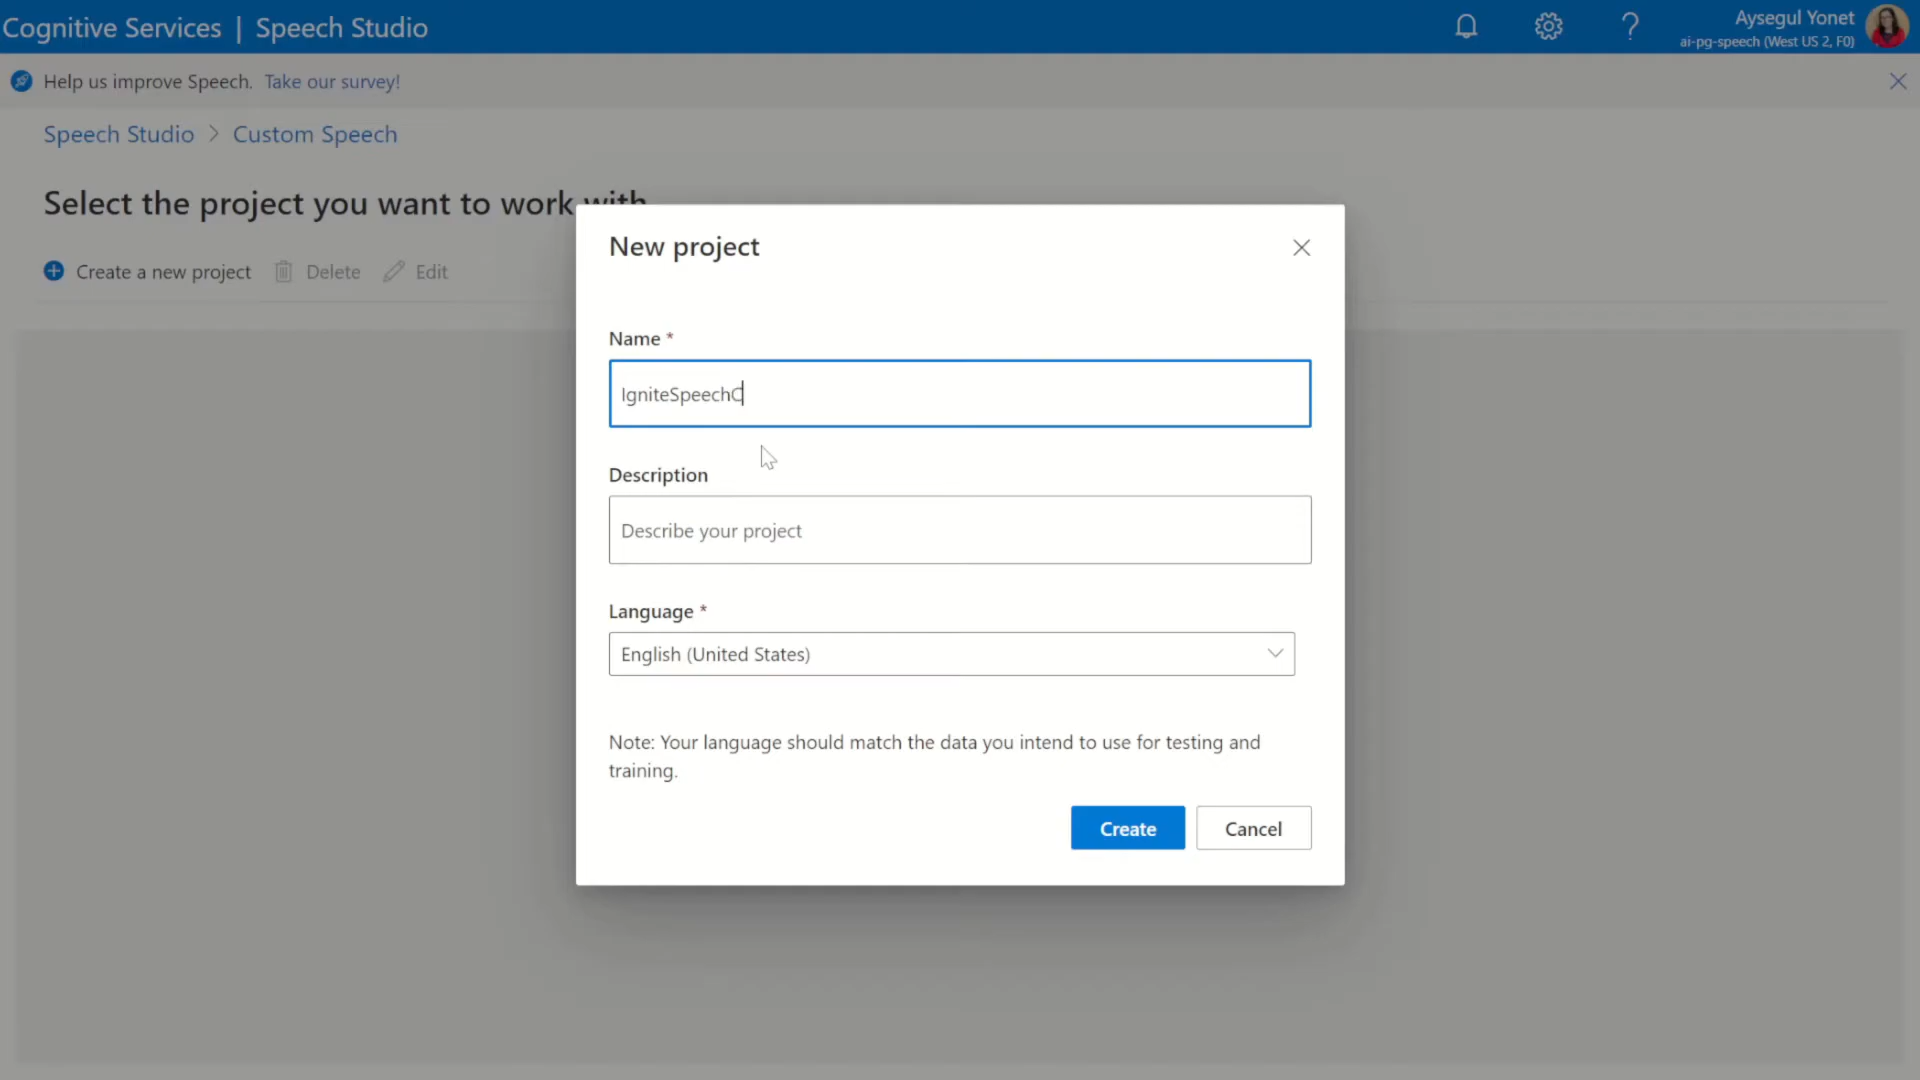 Cognitive Services | Speech Studio
Aysegul Yonet
ai-pg-speech (West US 2, F0)
Help us improve Speech. Take our survey!
Speech Studio > Custom Speech
Select the project you want to work with
Create a new project Delete Edit
New project
Name *
IgniteSpeechC
Description
Describe your project
Language *
English (United States)
Note: Your language should match the data you intend to use for testing and
training.
Create Cancel